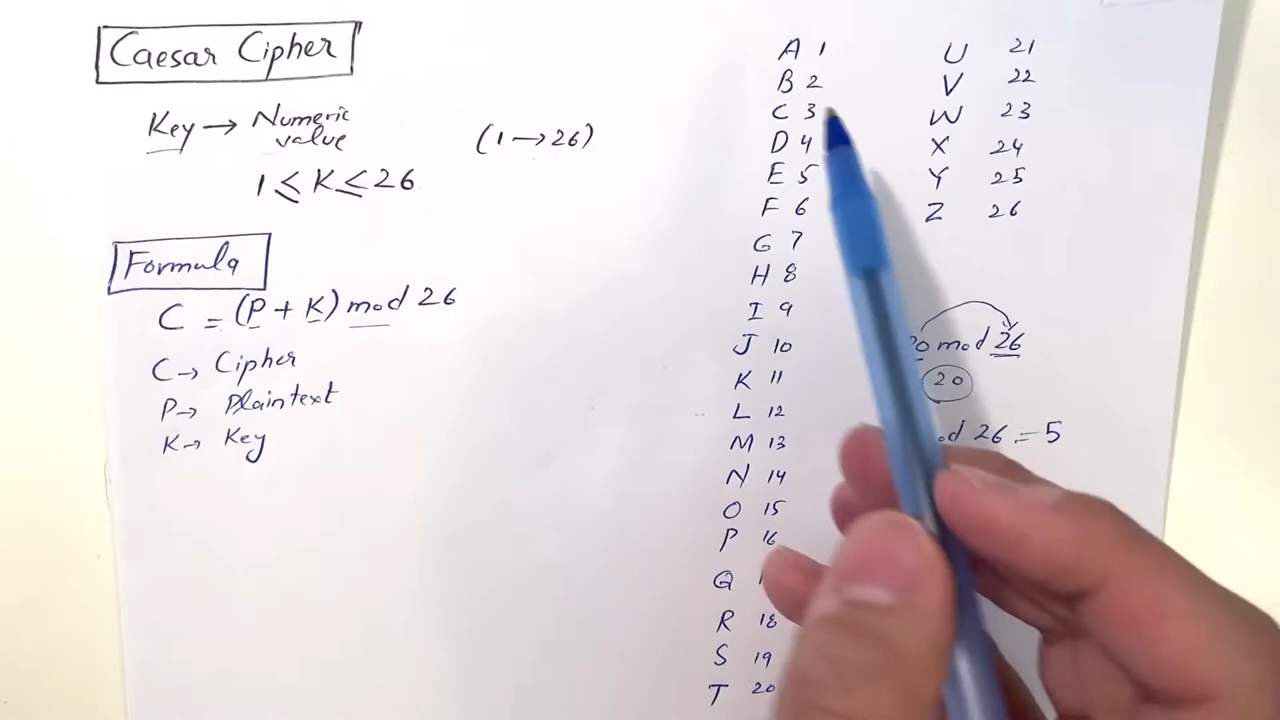 Caesar Cipher
Key → Numeric value
(1 → 26)
1 ≤ K ≤ 26
Formula
C = (P + K) mod 26
C → Cipher
P → Plaintext
K → Key
A 1
B 2
C 3
D 4
E 5
F 6
G 7
H 8
I 9
J 10
K 11
L 12
M 13
N 14
O 15
P 16
Q 1
R 18
S 19
T 20
U 21
V 22
W 23
X 24
Y 25
Z 26
mod 26
20
mod 26 = 5